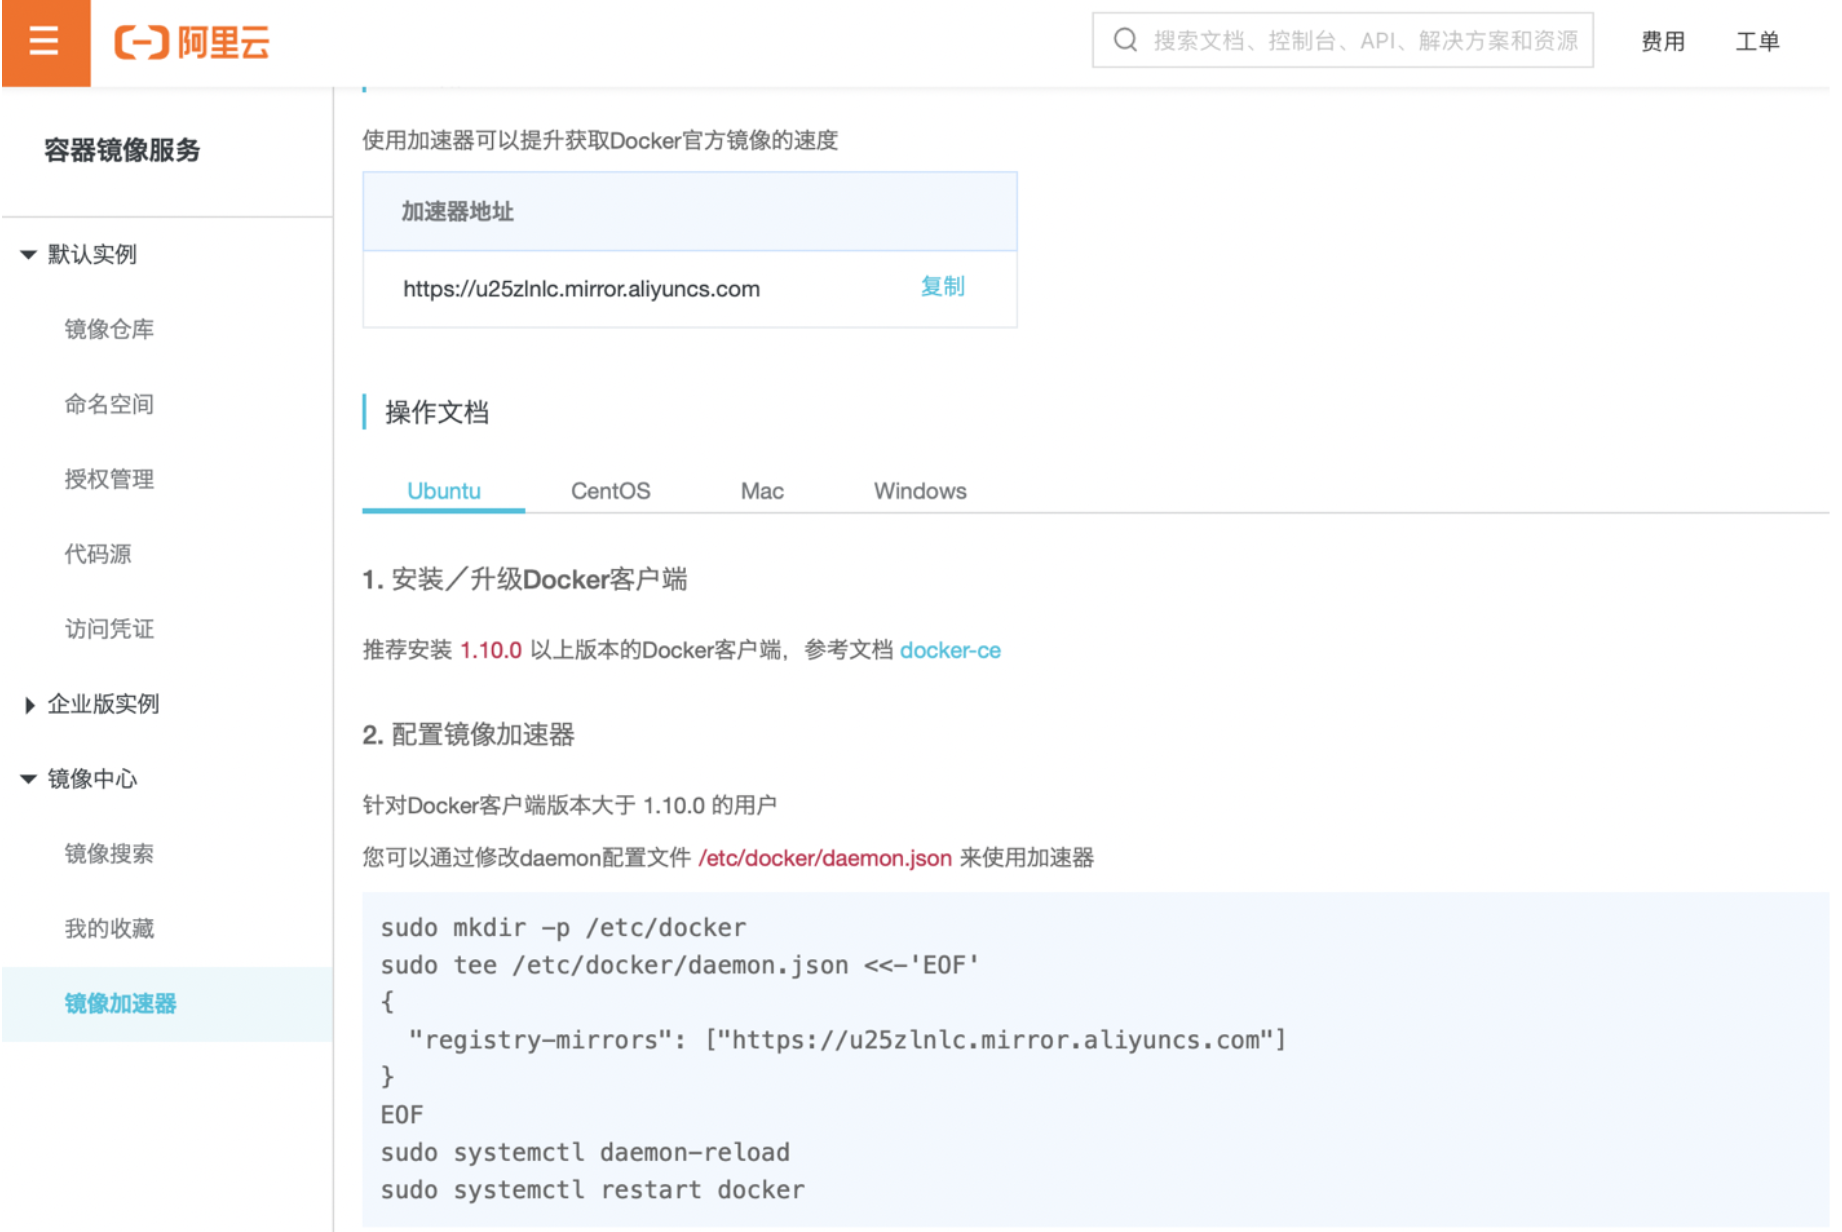 阿里云
搜索文档、控制台、API、解决方案和资源
费用
工单
容器镜像服务
默认实例
镜像仓库
命名空间
授权管理
代码源
访问凭证
企业版实例
镜像中心
镜像搜索
我的收藏
镜像加速器
使用加速器可以提升获取Docker官方镜像的速度
加速器地址
https://u25zlnlc.mirror.aliyuncs.com 复制
操作文档
Ubuntu CentOS Mac Windows
1. 安装／升级Docker客户端
推荐安装 1.10.0 以上版本的Docker客户端，参考文档 docker-ce
2. 配置镜像加速器
针对Docker客户端版本大于 1.10.0 的用户
您可以通过修改daemon配置文件 /etc/docker/daemon.json 来使用加速器
sudo mkdir -p /etc/docker
sudo tee /etc/docker/daemon.json <<-'EOF'
{
  "registry-mirrors": ["https://u25zlnlc.mirror.aliyuncs.com"]
}
EOF
sudo systemctl daemon-reload
sudo systemctl restart docker